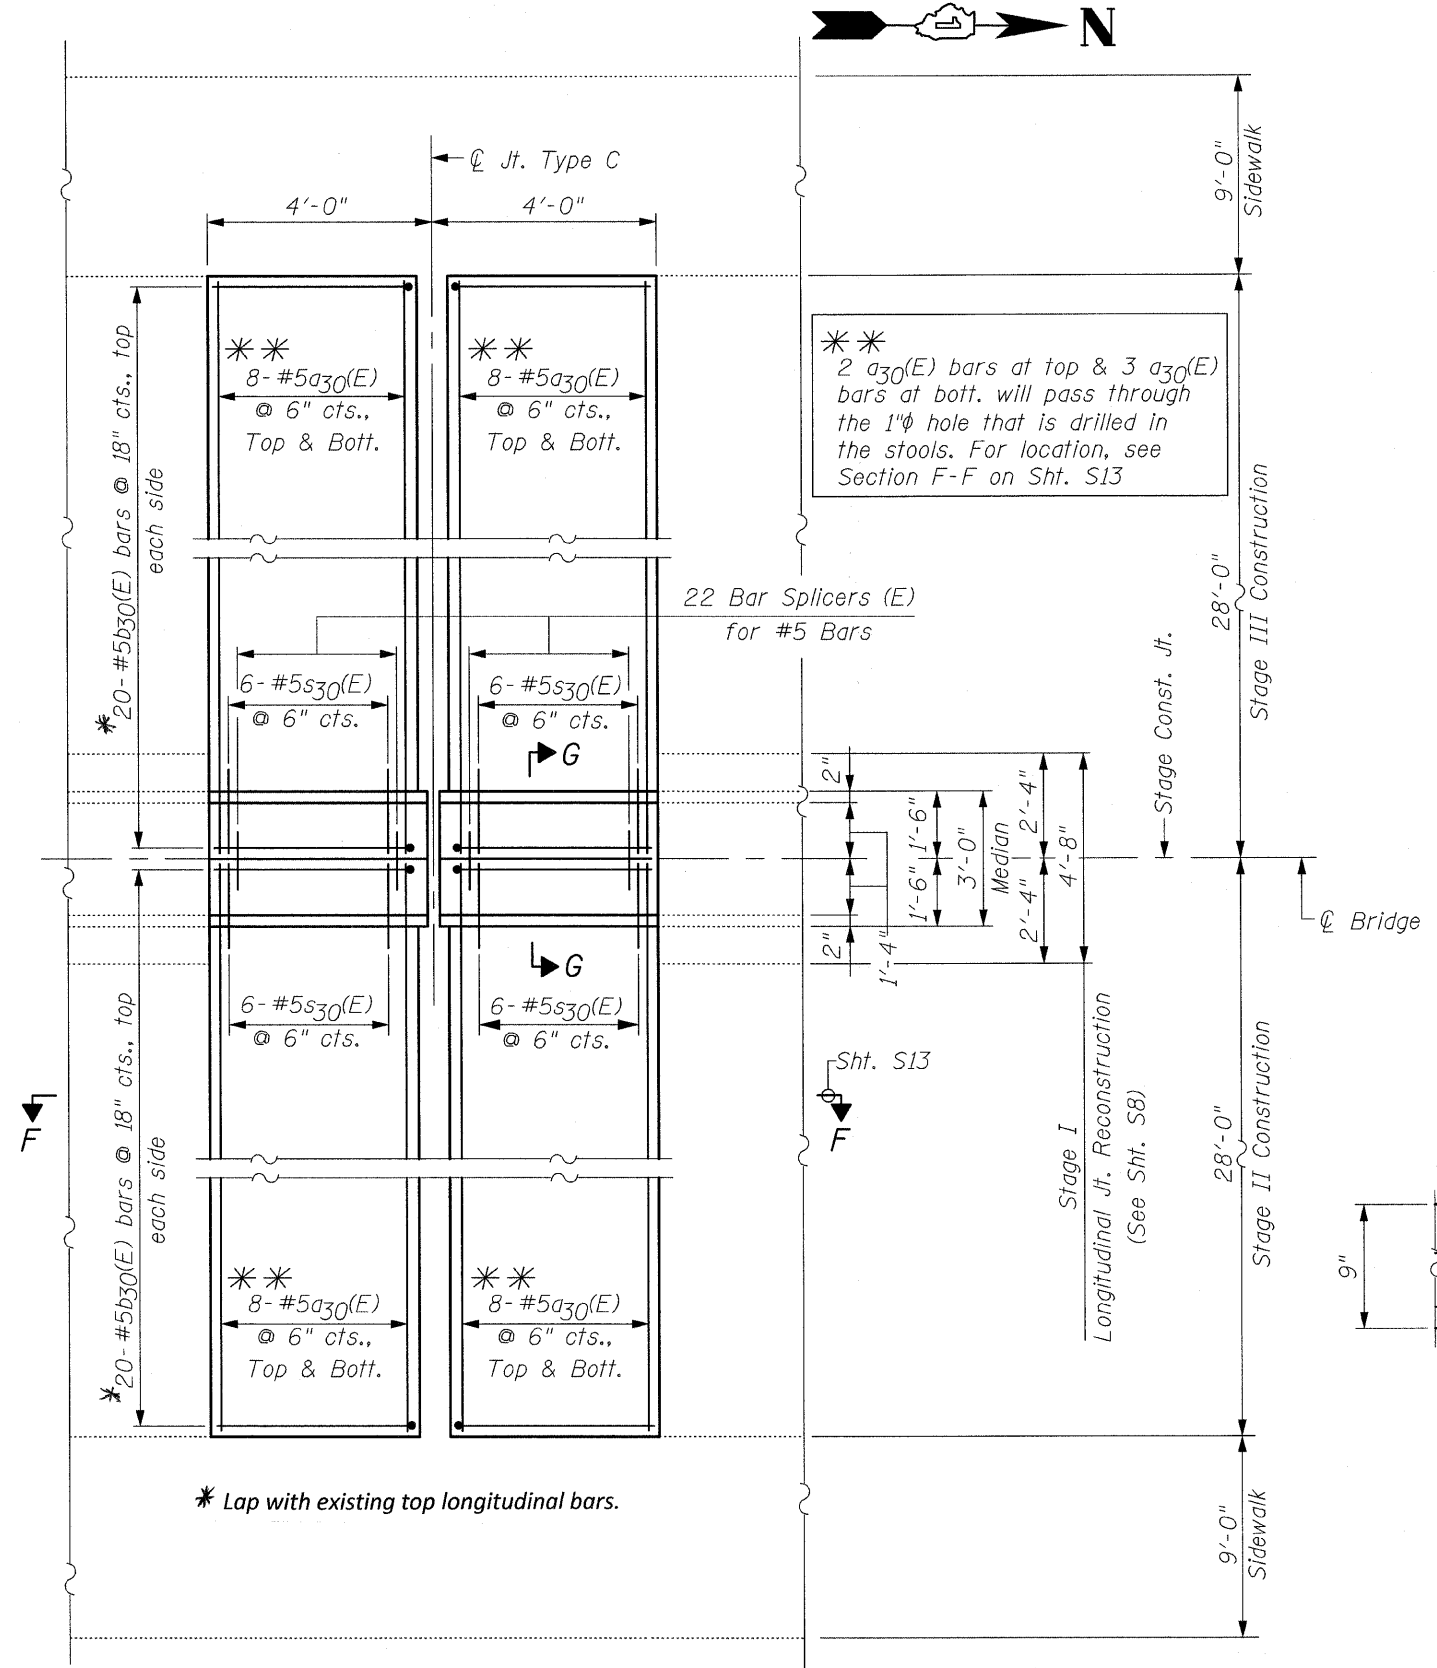 N
℄ Jt. Type C
4'-0"
4'-0"
9'-0"
Sidewalk
**
8-#5a30(E)
@ 6" cts.,
Top & Bott.
**
8-#5a30(E)
@ 6" cts.,
Top & Bott.
**
2 a30(E) bars at top & 3 a30(E)
bars at bott. will pass through
the 1"ϕ hole that is drilled in
the stools. For location, see
Section F-F on Sht. S13
*20-#5b30(E) bars @ 18" cts., top
each side
22 Bar Splicers (E)
for #5 Bars
6-#5s30(E)
@ 6" cts.
6-#5s30(E)
@ 6" cts.
G
28'-0"
Stage III Construction
Stage Const. Jt.
2"
1'-6"
1'-6"
2"
1'-4"
3'-0"
Median
2'-4"
2'-4"
4'-8"
℄ Bridge
G
6-#5s30(E)
@ 6" cts.
6-#5s30(E)
@ 6" cts.
Sht. S13
F
F
*20-#5b30(E) bars @ 18" cts., top
each side
Stage I
Longitudinal Jt. Reconstruction
(See Sht. S8)
28'-0"
Stage II Construction
9"
**
8-#5a30(E)
@ 6" cts.,
Top & Bott.
**
8-#5a30(E)
@ 6" cts.,
Top & Bott.
* Lap with existing top longitudinal bars.
9'-0"
Sidewalk